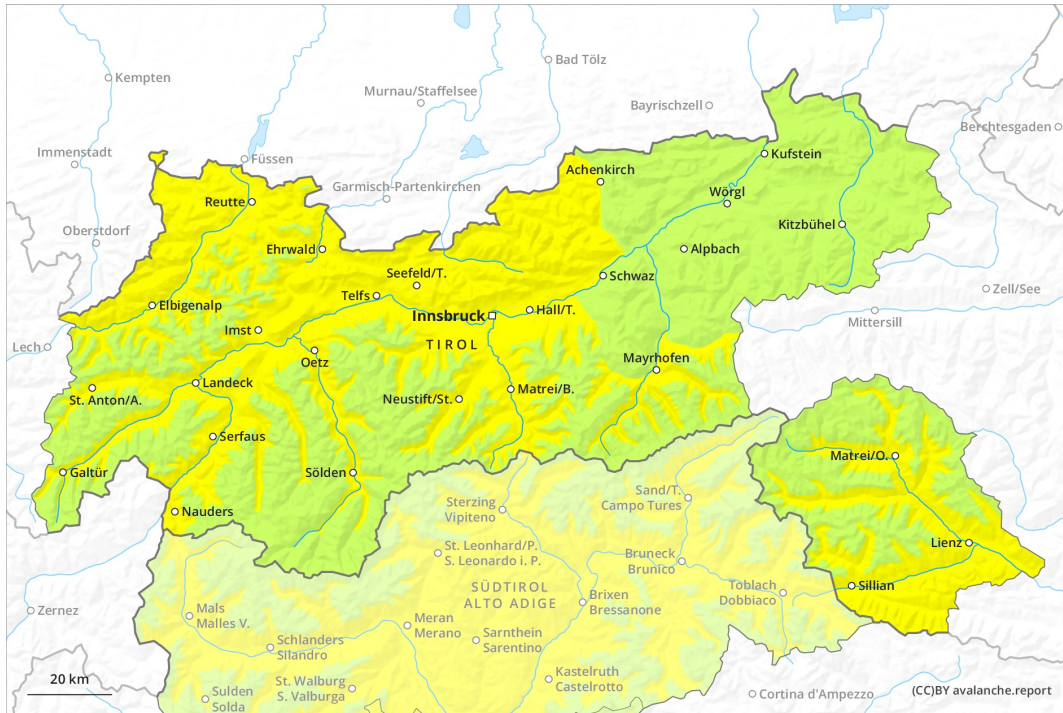 Kempten
Bad Tölz
Murnau/Staffelsee
Bayrischzell
Berchtesgaden
Immenstadt
Füssen
Kufstein
Achenkirch
Garmisch-Partenkirchen
Reutte
Wörgl
Oberstdorf
Kitzbühel
Ehrwald
Alpbach
Seefeld/T.
Schwaz
Zell/See
Telfs
Elbigenalp
Hall/T.
Innsbruck
Mittersill
Imst
TIROL
Lech
Oetz
Mayrhofen
Landeck
St. Anton/A.
Matrei/B.
Neustift/St.
Serfaus
Matrei/O.
Galtür
Sölden
Sand/T.
Campo Tures
Sterzing
Vipiteno
Nauders
Lienz
St. Leonhard/P.
S. Leonardo i. P.
Bruneck
Brunico
Sillian
SÜDTIROL
ALTO ADIGE
Toblach
Dobbiaco
Brixen
Bressanone
Zernez
Mals
Malles V.
Meran
Merano
Sarnthein
Sarentino
Schlanders
Silandro
Kastelruth
Castelrotto
St. Walburg
S. Valburga
20 km
Sulden
Solda
Cortina d'Ampezzo
(CC)BY avalanche.report